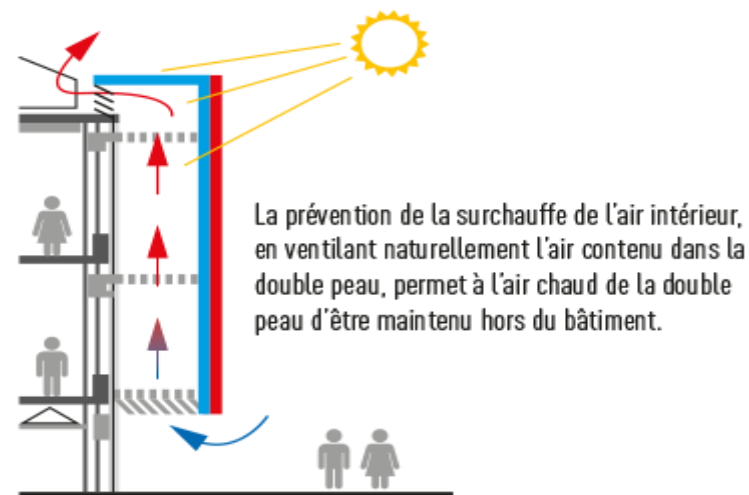 La prévention de la surchauffe de l’air intérieur,
en ventilant naturellement l’air contenu dans la
double peau, permet à l’air chaud de la double
peau d’être maintenu hors du bâtiment.